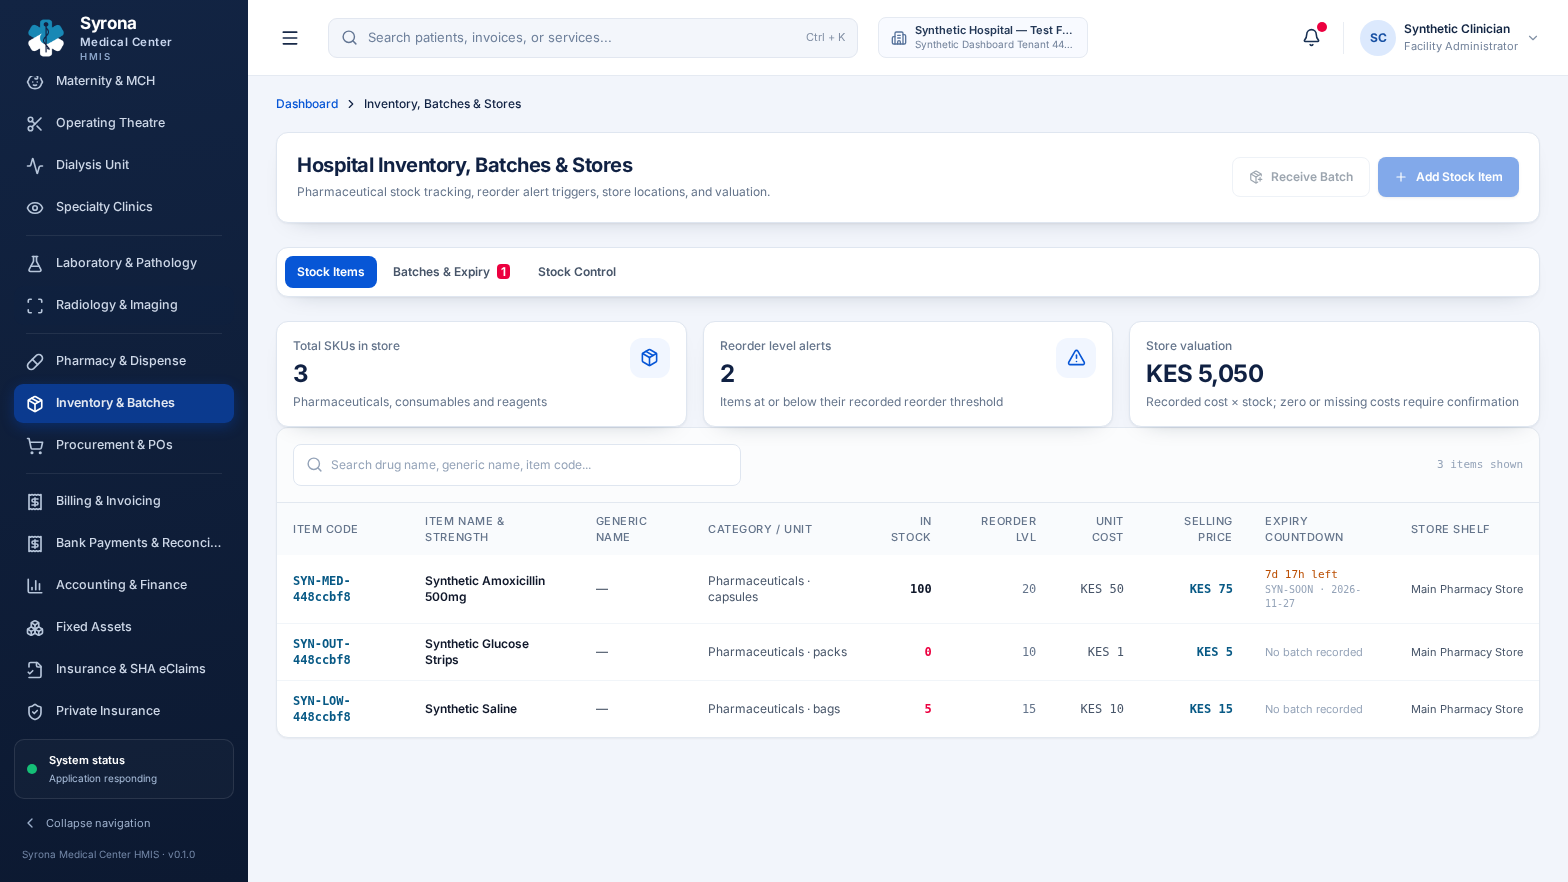 Syrona
Medical Center
HMIS
Maternity & MCH
Operating Theatre
Dialysis Unit
Specialty Clinics
Laboratory & Pathology
Radiology & Imaging
Pharmacy & Dispense
Inventory & Batches
Procurement & POs
Billing & Invoicing
Bank Payments & Reconci...
Accounting & Finance
Fixed Assets
Insurance & SHA eClaims
Private Insurance
System status
Application responding
Collapse navigation
Syrona Medical Center HMIS · v0.1.0
Search patients, invoices, or services...
Ctrl + K
Synthetic Hospital — Test F...
Synthetic Dashboard Tenant 44...
SC
Synthetic Clinician
Facility Administrator
Dashboard > Inventory, Batches & Stores
Hospital Inventory, Batches & Stores
Pharmaceutical stock tracking, reorder alert triggers, store locations, and valuation.
Receive Batch
+ Add Stock Item
Stock Items
Batches & Expiry 1
Stock Control
Total SKUs in store
3
Pharmaceuticals, consumables and reagents
Reorder level alerts
2
Items at or below their recorded reorder threshold
Store valuation
KES 5,050
Recorded cost × stock; zero or missing costs require confirmation
Search drug name, generic name, item code...
3 items shown
ITEM CODE
ITEM NAME &
STRENGTH
GENERIC
NAME
CATEGORY / UNIT
IN
STOCK
REORDER
LVL
UNIT
COST
SELLING
PRICE
EXPIRY
COUNTDOWN
STORE SHELF
SYN-MED-
448ccbf8
Synthetic Amoxicillin
500mg
—
Pharmaceuticals ·
capsules
100
20
KES 50
KES 75
7d 17h left
SYN-SOON · 2026-
11-27
Main Pharmacy Store
SYN-OUT-
448ccbf8
Synthetic Glucose
Strips
—
Pharmaceuticals · packs
0
10
KES 1
KES 5
No batch recorded
Main Pharmacy Store
SYN-LOW-
448ccbf8
Synthetic Saline
—
Pharmaceuticals · bags
5
15
KES 10
KES 15
No batch recorded
Main Pharmacy Store